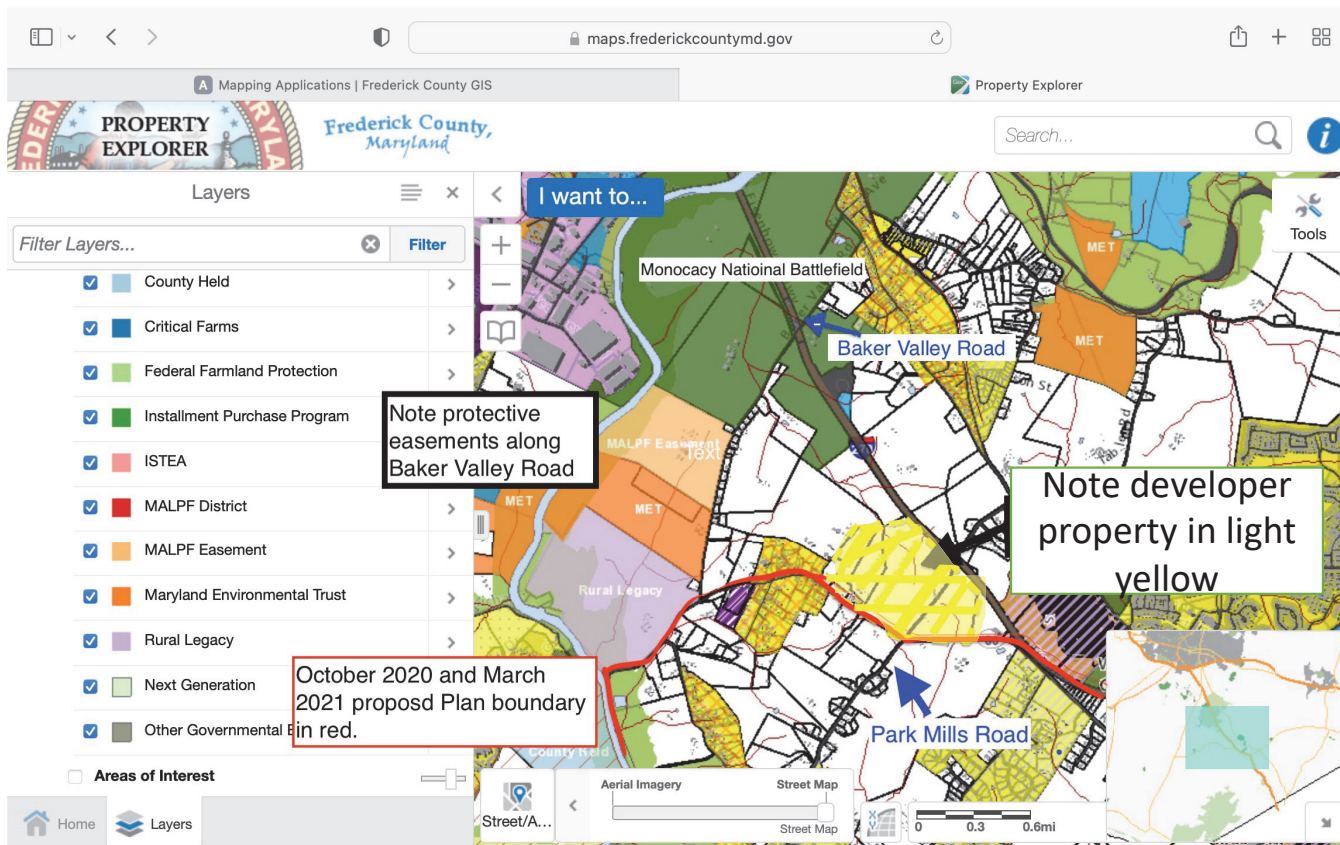 maps.frederickcountymd.gov
A Mapping Applications | Frederick County GIS
Property Explorer
PROPERTY
EXPLORER
Frederick County,
Maryland
Search...
i
Layers
Filter Layers...
Filter
County Held
Critical Farms
Federal Farmland Protection
Installment Purchase Program
ISTEA
MALPF District
MALPF Easement
Maryland Environmental Trust
Rural Legacy
Next Generation
Other Governmental E
Areas of Interest
Home
Layers
I want to...
Tools
Monocacy Natioinal Battlefield
Baker Valley Road
MET
MET
Note protective
easements along
Baker Valley Road
MALPF Easement
Text
MET
MET
Rural Legacy
Note developer
property in light
yellow
October 2020 and March
2021 proposd Plan boundary
in red.
County Held
Park Mills Road
Street/A...
Aerial Imagery
Street Map
Street Map
X Y
0 0.3 0.6mi